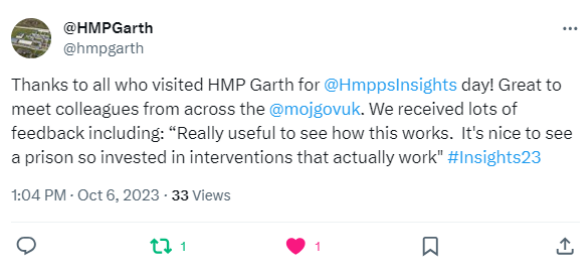 @HMPGarth
@hmpgarth
Thanks to all who visited HMP Garth for @HmppsInsights day! Great to
meet colleagues from across the @mojgovuk. We received lots of
feedback including: “Really useful to see how this works.  It's nice to see
a prison so invested in interventions that actually work" #Insights23
1:04 PM · Oct 6, 2023 · 33 Views
1 1